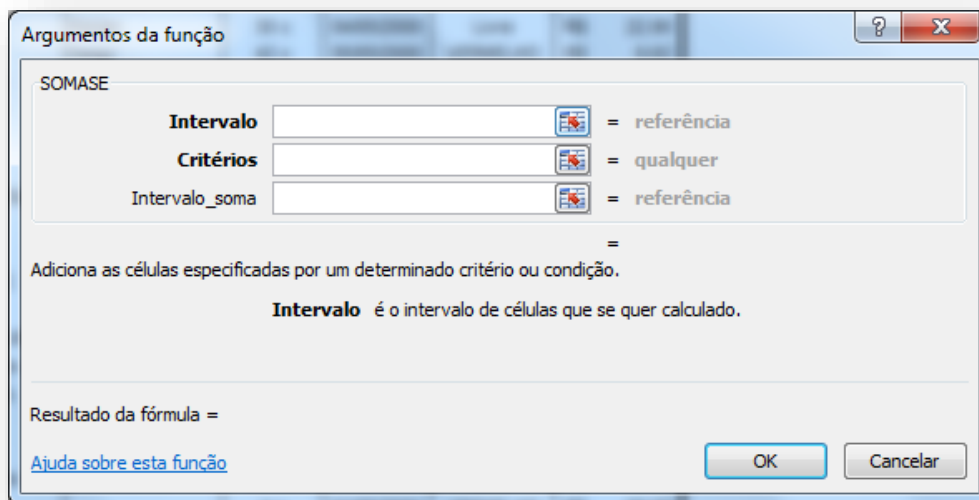 Argumentos da função
?
X
SOMASE
Intervalo = referência
Critérios = qualquer
Intervalo_soma = referência
=
Adiciona as células especificadas por um determinado critério ou condição.
Intervalo é o intervalo de células que se quer calculado.
Resultado da fórmula =
Ajuda sobre esta função
OK
Cancelar